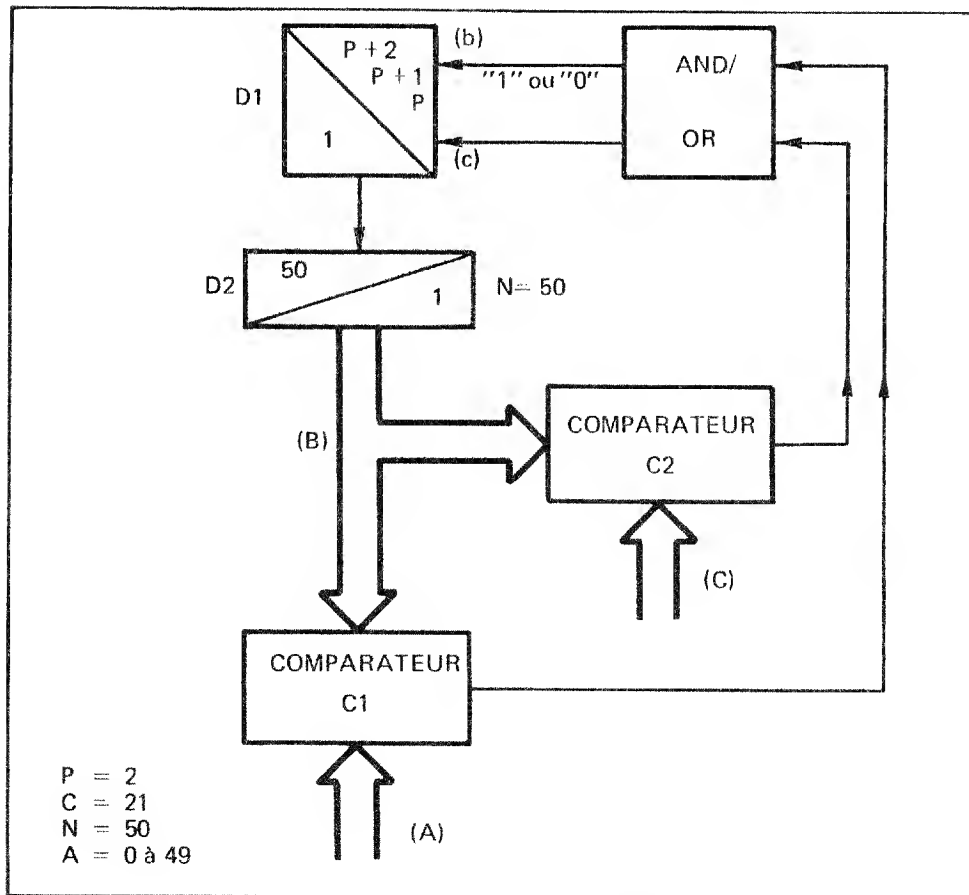 P + 2
(b)
AND/
P + 1
"1" ou "0"
D1
P
1
OR
(c)
50
D2
1
N= 50
COMPARATEUR
C2
(B)
(C)
COMPARATEUR
C1
P = 2
C = 21
N = 50
A = 0 à 49
(A)